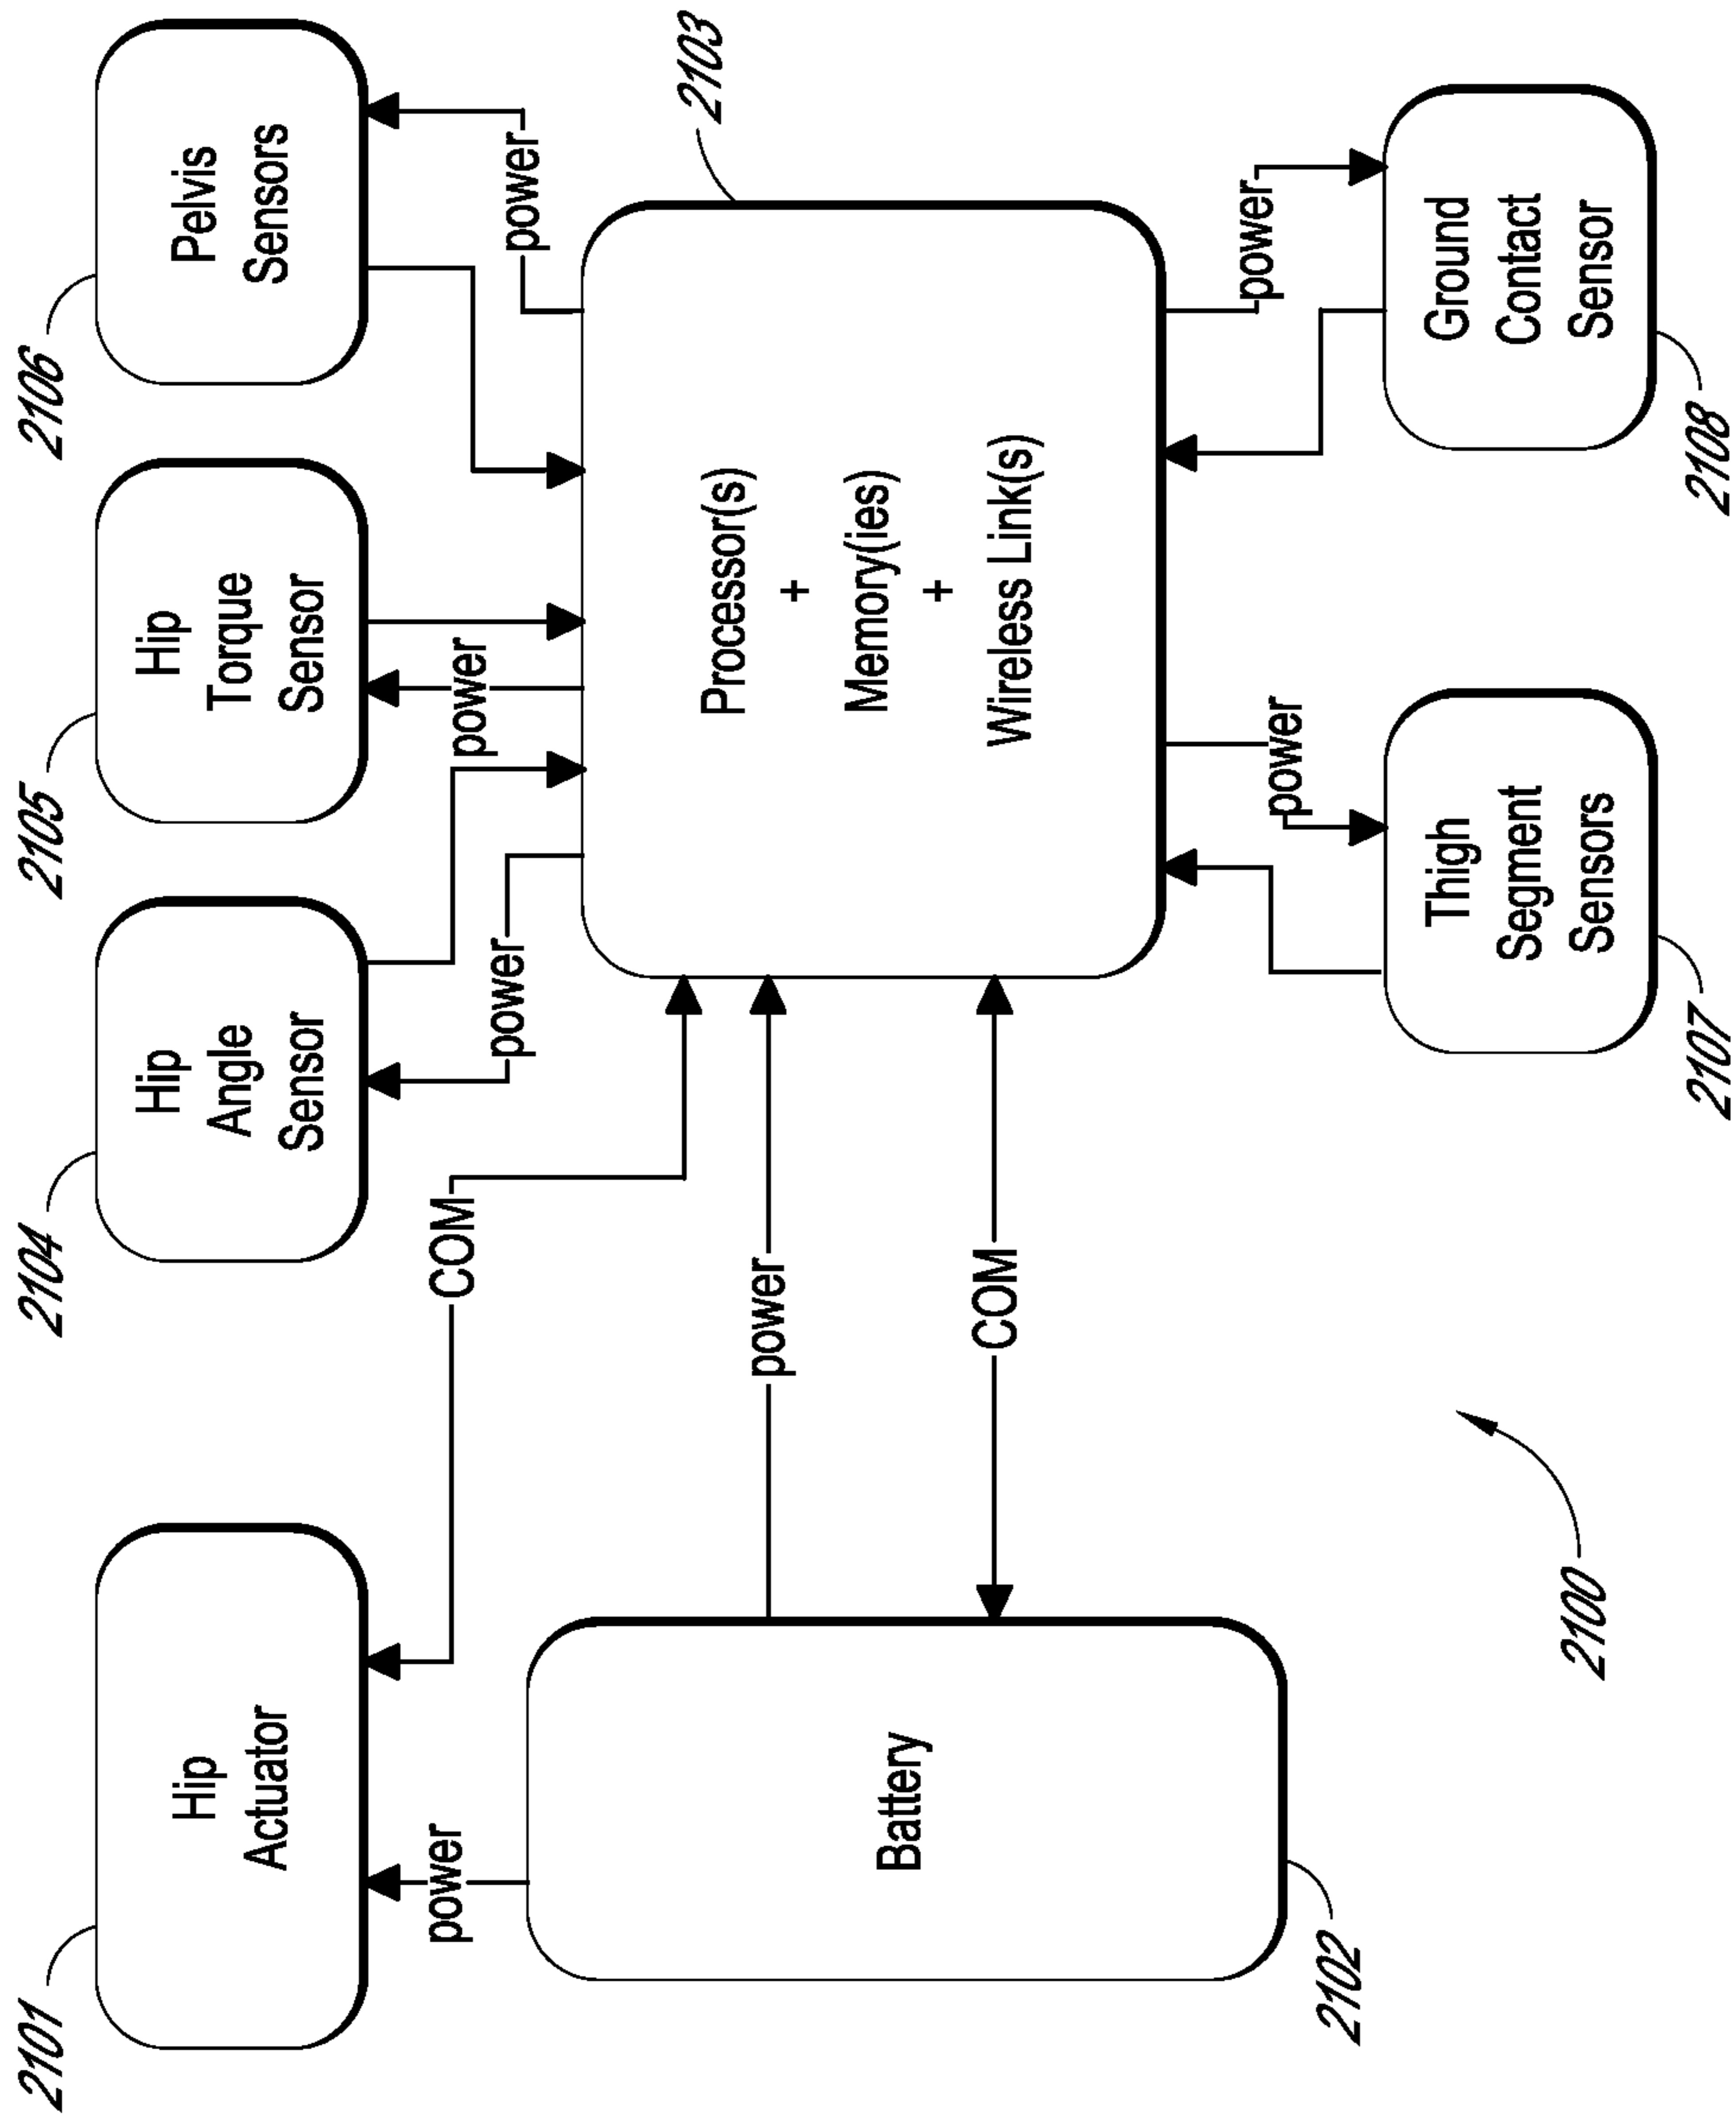 2101
Hip
Actuator
2104
Hip
Angle
Sensor
2105
Hip
Torque
Sensor
2106
Pelvis
Sensors
power
COM
power
power
power
2103
Battery
2102
power
COM
Processor(s)
+
Memory(ies)
+
Wireless Link(s)
power
power
Thigh
Segment
Sensors
2107
Ground
Contact
Sensor
2108
2100